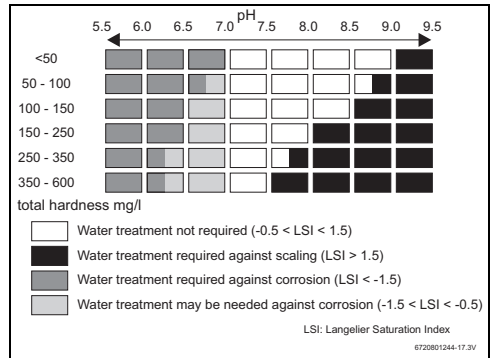 pH
5.5 6.0 6.5 7.0 7.5 8.0 8.5 9.0 9.5
<50
50 - 100
100 - 150
150 - 250
250 - 350
350 - 600
total hardness mg/l
Water treatment not required (-0.5 < LSI < 1.5)
Water treatment required against scaling (LSI > 1.5)
Water treatment required against corrosion (LSI < -1.5)
Water treatment may be needed against corrosion (-1.5 < LSI < -0.5)
LSI: Langelier Saturation Index
6720801244-17.3V